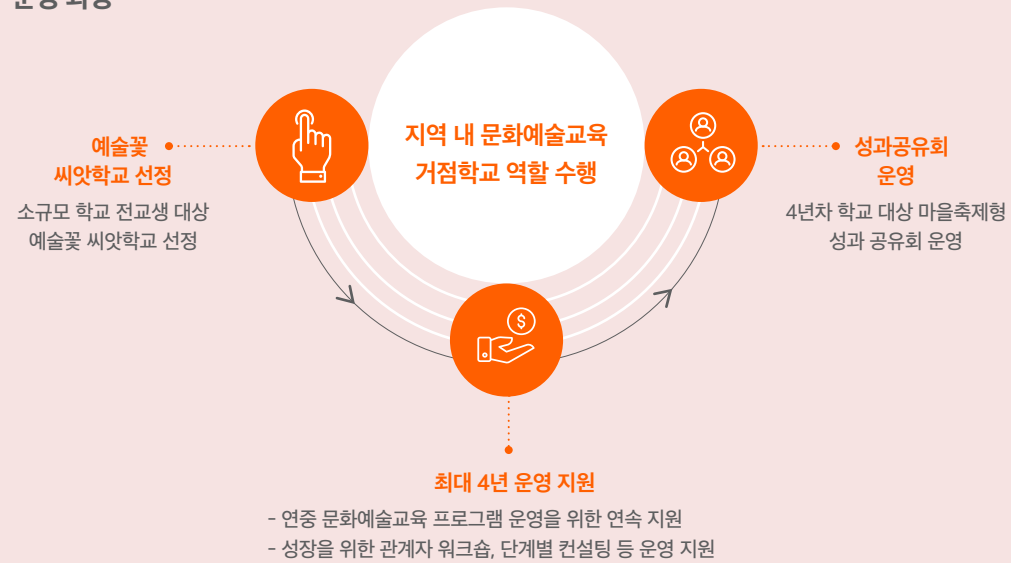 지역 내 문화예술교육
거점학교 역할 수행
예술꽃
씨앗학교 선정
소규모 학교 전교생 대상
예술꽃 씨앗학교 선정
최대 4년 운영 지원
- 연중 문화예술교육 프로그램 운영을 위한 연속 지원
- 성장을 위한 관계자 워크숍, 단계별 컨설팅 등 운영 지원
성과공유회
운영
4년차 학교 대상 마을축제형
성과 공유회 운영
$